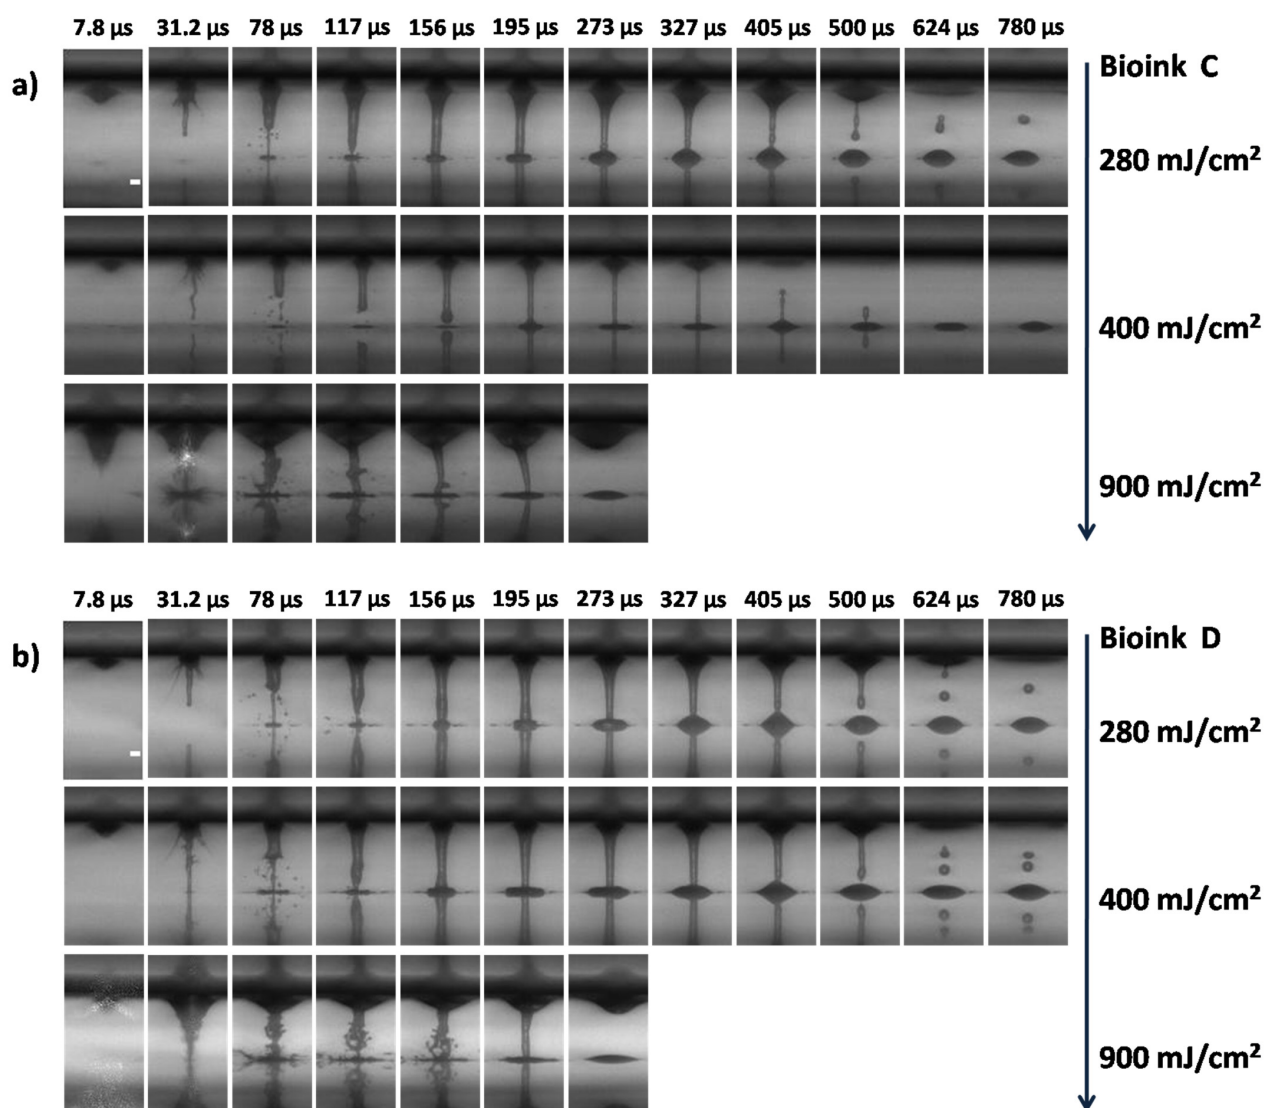 7.8 µs 31.2 µs 78 µs 117 µs 156 µs 195 µs 273 µs 327 µs 405 µs 500 µs 624 µs 780 µs
a)
Bioink C
280 mJ/cm²
400 mJ/cm²
900 mJ/cm²
7.8 µs 31.2 µs 78 µs 117 µs 156 µs 195 µs 273 µs 327 µs 405 µs 500 µs 624 µs 780 µs
b)
Bioink D
280 mJ/cm²
400 mJ/cm²
900 mJ/cm²